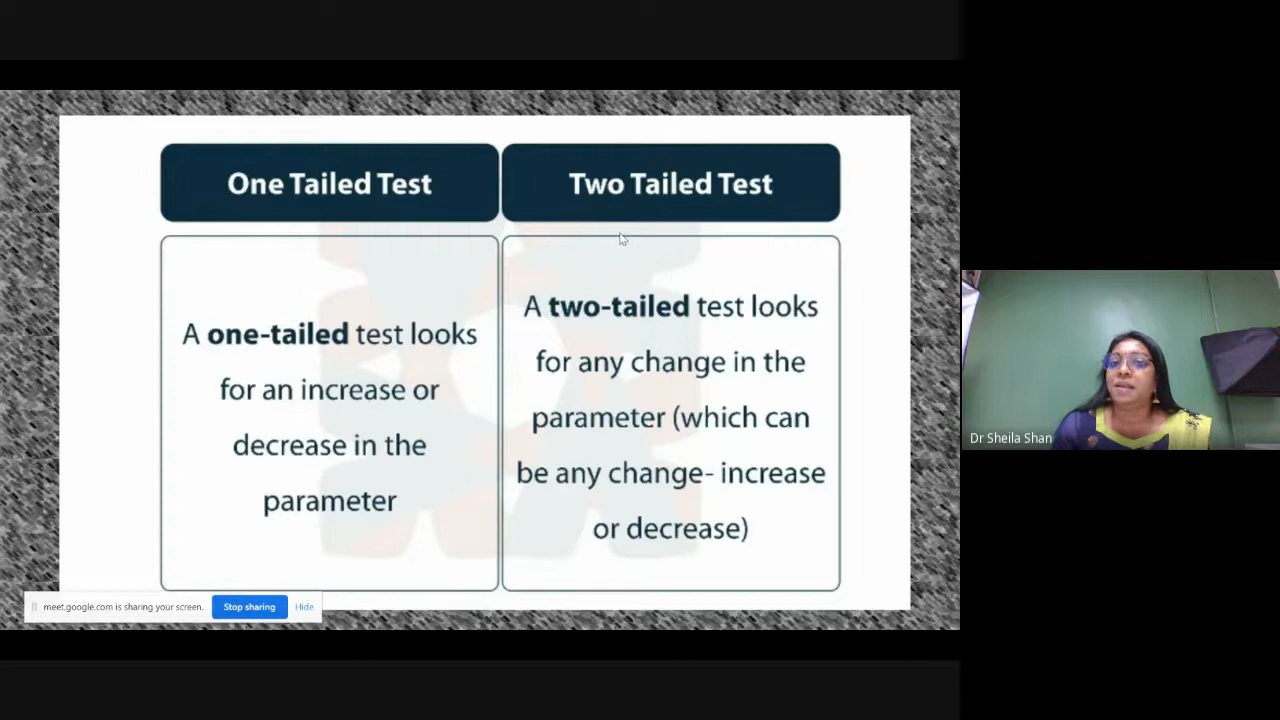 One Tailed Test
Two Tailed Test
A one-tailed test looks
for an increase or
decrease in the
parameter
A two-tailed test looks
for any change in the
parameter (which can
be any change- increase
or decrease)
meet.google.com is sharing your screen.
Stop sharing
Hide
Dr Sheila Shan